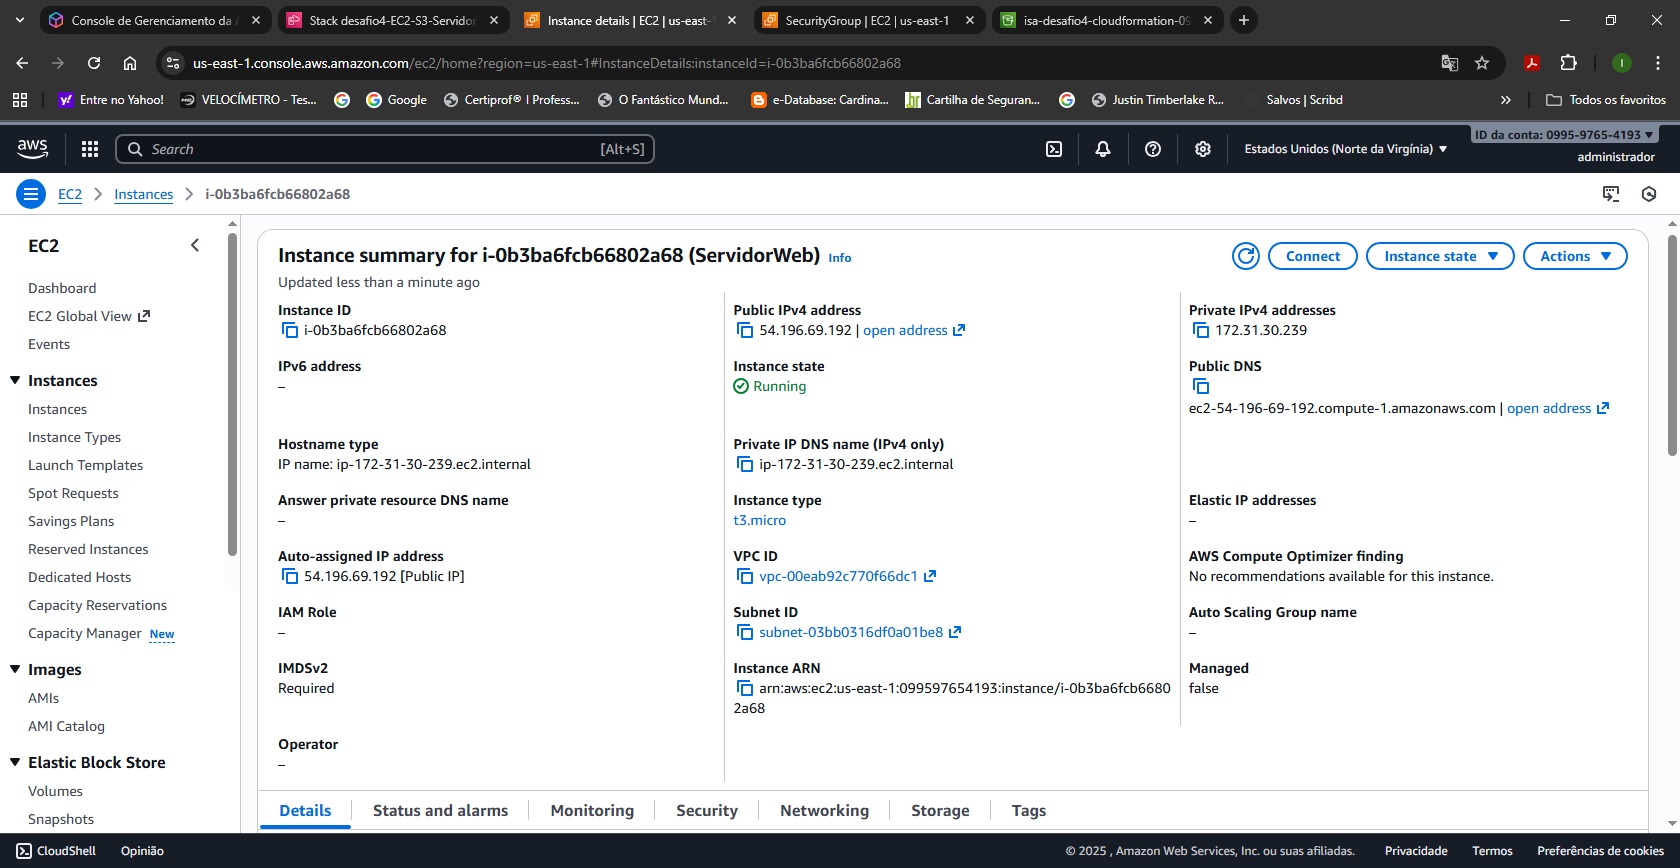 Console de Gerenciamento da A
Stack desafio4-EC2-S3-Servidor
Instance details | EC2 | us-east-1
SecurityGroup | EC2 | us-east-1
isa-desafio4-cloudformation-09
us-east-1.console.aws.amazon.com/ec2/home?region=us-east-1#InstanceDetails:instanceId=i-0b3ba6fcb66802a68
I
Entre no Yahoo!
VELOCÍMETRO - Tes...
Google
Certiprof® I Profess...
O Fantástico Mund...
e-Database: Cardina...
Cartilha de Seguran...
Justin Timberlake R...
Salvos | Scribd
Todos os favoritos
aws
Search
[Alt+S]
Estados Unidos (Norte da Virgínia)
ID da conta: 0995-9765-4193
administrador
EC2
Instances
i-0b3ba6fcb66802a68
EC2
Dashboard
EC2 Global View
Events
Instances
Instances
Instance Types
Launch Templates
Spot Requests
Savings Plans
Reserved Instances
Dedicated Hosts
Capacity Reservations
Capacity Manager New
Images
AMIs
AMI Catalog
Elastic Block Store
Volumes
Snapshots
Instance summary for i-0b3ba6fcb66802a68 (ServidorWeb) Info
Updated less than a minute ago
Connect
Instance state
Actions
Instance ID
i-0b3ba6fcb66802a68
Public IPv4 address
54.196.69.192 | open address
Private IPv4 addresses
172.31.30.239
IPv6 address
–
Instance state
Running
Public DNS
ec2-54-196-69-192.compute-1.amazonaws.com | open address
Hostname type
IP name: ip-172-31-30-239.ec2.internal
Private IP DNS name (IPv4 only)
ip-172-31-30-239.ec2.internal
Answer private resource DNS name
–
Instance type
t3.micro
Elastic IP addresses
–
Auto-assigned IP address
54.196.69.192 [Public IP]
VPC ID
vpc-00eab92c770f66dc1
AWS Compute Optimizer finding
No recommendations available for this instance.
IAM Role
–
Subnet ID
subnet-03bb0316df0a01be8
Auto Scaling Group name
–
IMDSv2
Required
Instance ARN
arn:aws:ec2:us-east-1:099597654193:instance/i-0b3ba6fcb6680
2a68
Managed
false
Operator
–
Details
Status and alarms
Monitoring
Security
Networking
Storage
Tags
CloudShell
Opinião
© 2025 , Amazon Web Services, Inc. ou suas afiliadas.
Privacidade
Termos
Preferências de cookies